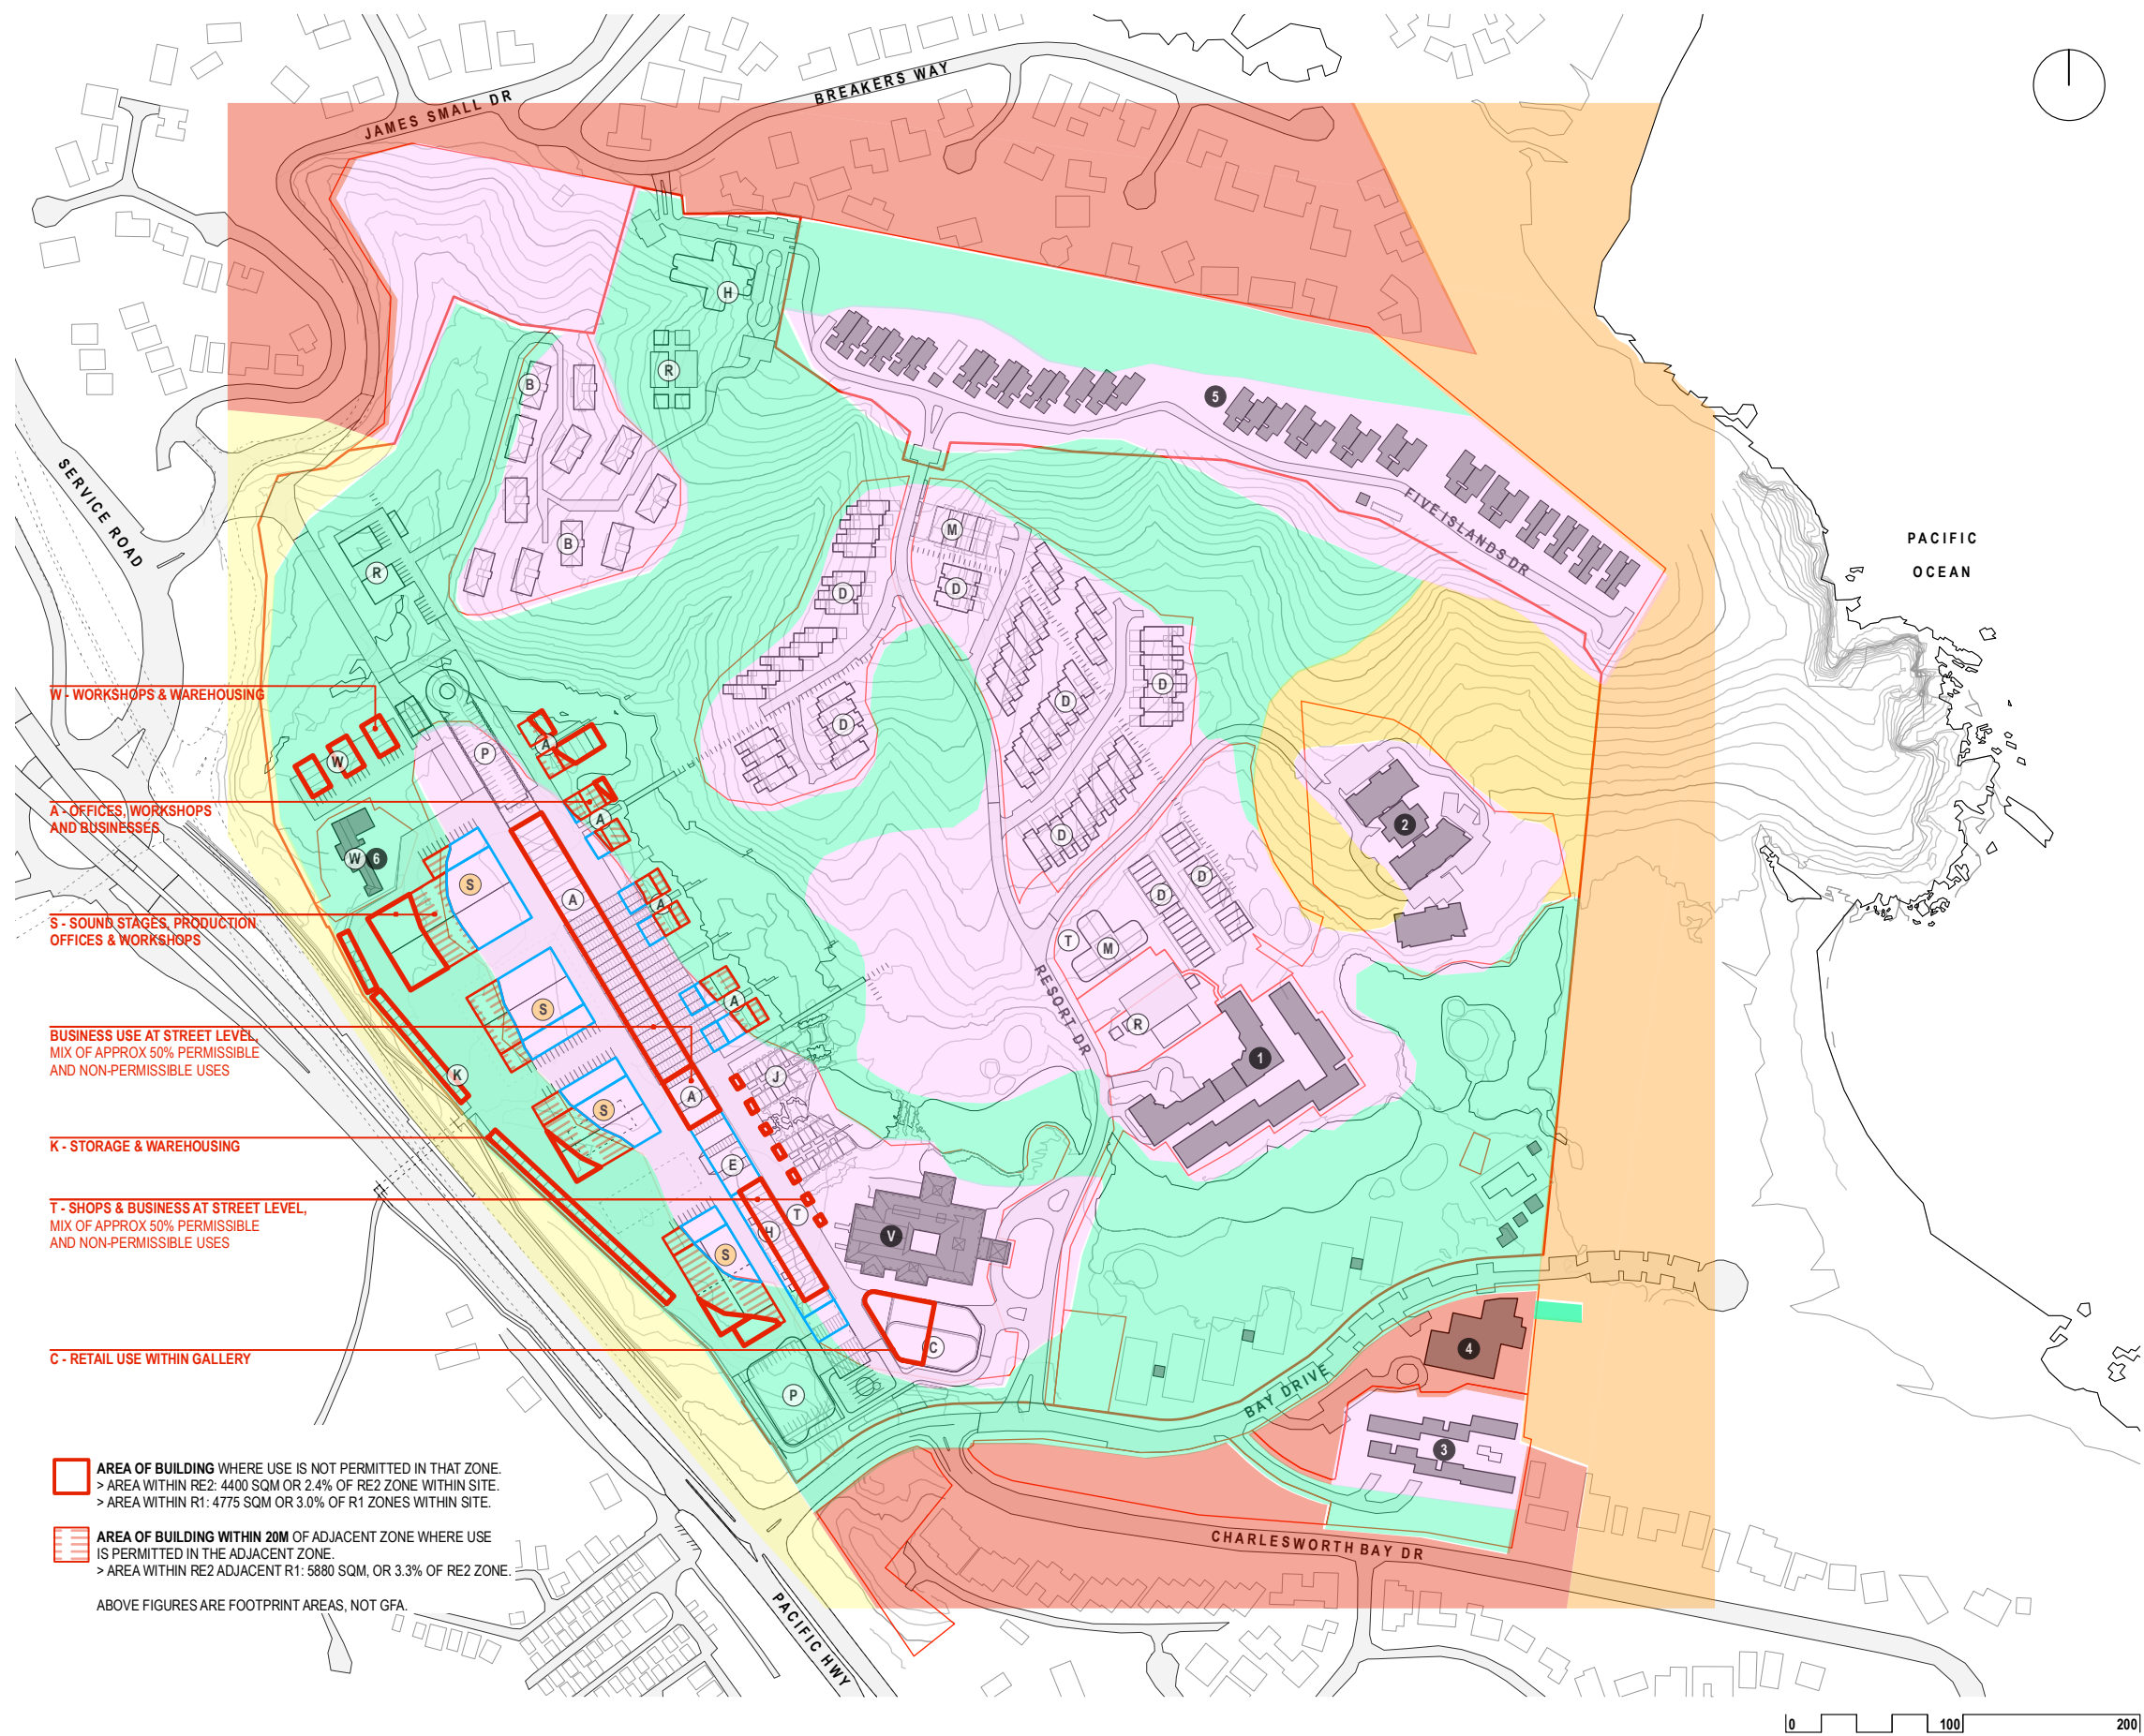 JAMES SMALL DR
BREAKERS WAY
SERVICE ROAD
PACIFIC
OCEAN
FIVE ISLANDS DR
RESORT DR
BAY DRIVE
CHARLESWORTH BAY DR
PACIFIC HWY
H
R
B
B
R
5
M
D
D
D
D
D
D
D
D
D
P
A
A
A
A
A
A
W
W
6
S
S
S
S
K
J
E
H
T
V
C
P
T
M
R
1
2
3
4
W - WORKSHOPS & WAREHOUSING
A - OFFICES, WORKSHOPS
AND BUSINESSES
S - SOUND STAGES, PRODUCTION
OFFICES & WORKSHOPS
BUSINESS USE AT STREET LEVEL,
MIX OF APPROX 50% PERMISSIBLE
AND NON-PERMISSIBLE USES
K - STORAGE & WAREHOUSING
T - SHOPS & BUSINESS AT STREET LEVEL,
MIX OF APPROX 50% PERMISSIBLE
AND NON-PERMISSIBLE USES
C - RETAIL USE WITHIN GALLERY
AREA OF BUILDING WHERE USE IS NOT PERMITTED IN THAT ZONE.
> AREA WITHIN RE2: 4400 SQM OR 2.4% OF RE2 ZONE WITHIN SITE.
> AREA WITHIN R1: 4775 SQM OR 3.0% OF R1 ZONES WITHIN SITE.
AREA OF BUILDING WITHIN 20M OF ADJACENT ZONE WHERE USE
IS PERMITTED IN THE ADJACENT ZONE.
> AREA WITHIN RE2 ADJACENT R1: 5880 SQM, OR 3.3% OF RE2 ZONE.
ABOVE FIGURES ARE FOOTPRINT AREAS, NOT GFA.
0 100 200